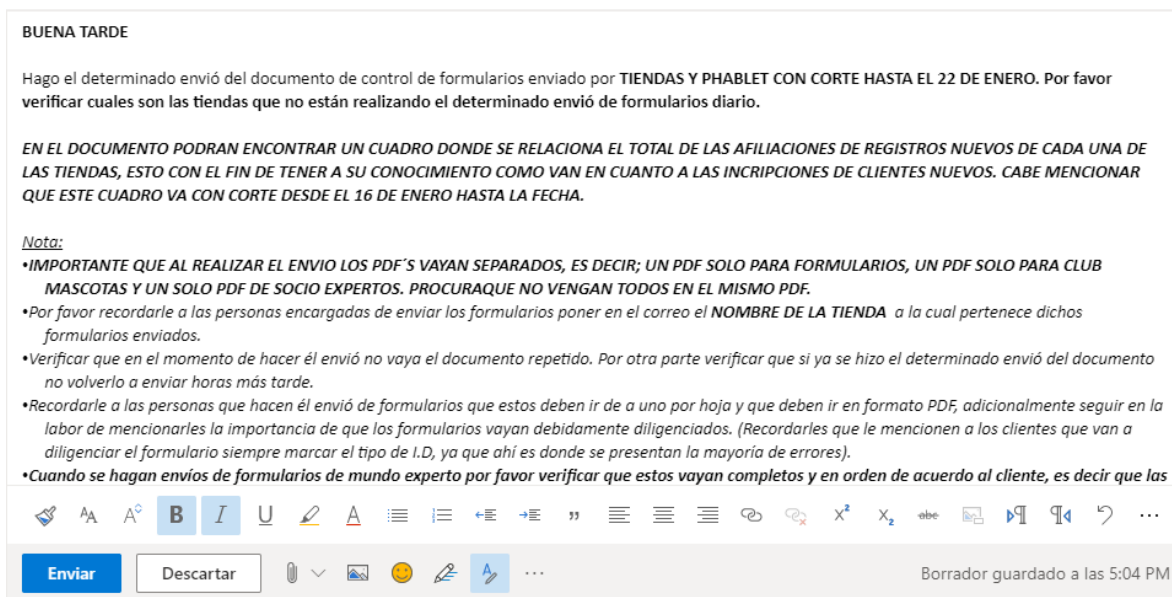 BUENA TARDE
Hago el determinado envió del documento de control de formularios enviado por TIENDAS Y PHABLET CON CORTE HASTA EL 22 DE ENERO. Por favor
verificar cuales son las tiendas que no están realizando el determinado envió de formularios diario.
EN EL DOCUMENTO PODRAN ENCONTRAR UN CUADRO DONDE SE RELACIONA EL TOTAL DE LAS AFILIACIONES DE REGISTROS NUEVOS DE CADA UNA DE
LAS TIENDAS, ESTO CON EL FIN DE TENER A SU CONOCIMIENTO COMO VAN EN CUANTO A LAS INCRIPCIONES DE CLIENTES NUEVOS. CABE MENCIONAR
QUE ESTE CUADRO VA CON CORTE DESDE EL 16 DE ENERO HASTA LA FECHA.
Nota:
•IMPORTANTE QUE AL REALIZAR EL ENVIO LOS PDF´S VAYAN SEPARADOS, ES DECIR; UN PDF SOLO PARA FORMULARIOS, UN PDF SOLO PARA CLUB
MASCOTAS Y UN SOLO PDF DE SOCIO EXPERTOS. PROCURAQUE NO VENGAN TODOS EN EL MISMO PDF.
•Por favor recordarle a las personas encargadas de enviar los formularios poner en el correo el NOMBRE DE LA TIENDA a la cual pertenece dichos
formularios enviados.
•Verificar que en el momento de hacer él envió no vaya el documento repetido. Por otra parte verificar que si ya se hizo el determinado envió del documento
no volverlo a enviar horas más tarde.
•Recordarle a las personas que hacen él envió de formularios que estos deben ir de a uno por hoja y que deben ir en formato PDF, adicionalmente seguir en la
labor de mencionarles la importancia de que los formularios vayan debidamente diligenciados. (Recordarles que le mencionen a los clientes que van a
diligenciar el formulario siempre marcar el tipo de I.D, ya que ahí es donde se presentan la mayoría de errores).
•Cuando se hagan envíos de formularios de mundo experto por favor verificar que estos vayan completos y en orden de acuerdo al cliente, es decir que las
Enviar
Descartar
Borrador guardado a las 5:04 PM